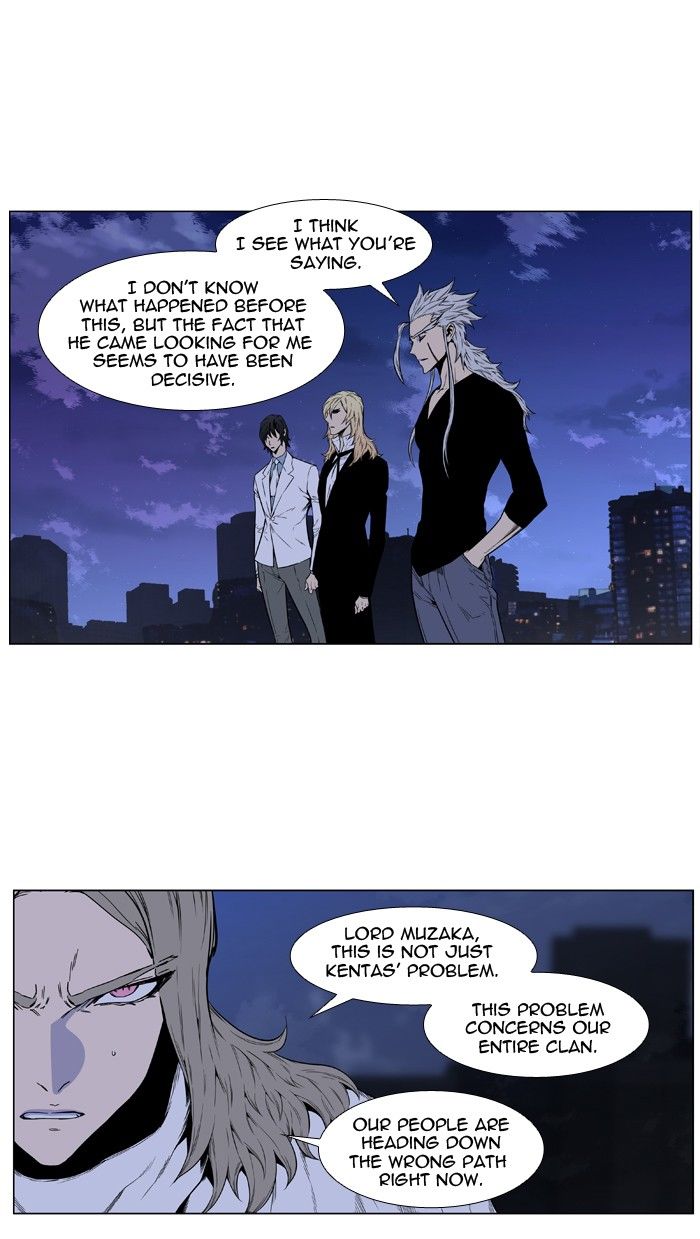 I THINK
I SEE WHAT YOU'RE
SAYING.
I DON'T KNOW
WHAT HAPPENED BEFORE
THIS, BUT THE FACT THAT
HE CAME LOOKING FOR ME
SEEMS TO HAVE BEEN
DECISIVE.
LORD MUZAKA,
THIS IS NOT JUST
KENTAS' PROBLEM.
THIS PROBLEM
CONCERNS OUR
ENTIRE CLAN.
OUR PEOPLE ARE
HEADING DOWN
THE WRONG PATH
RIGHT NOW.